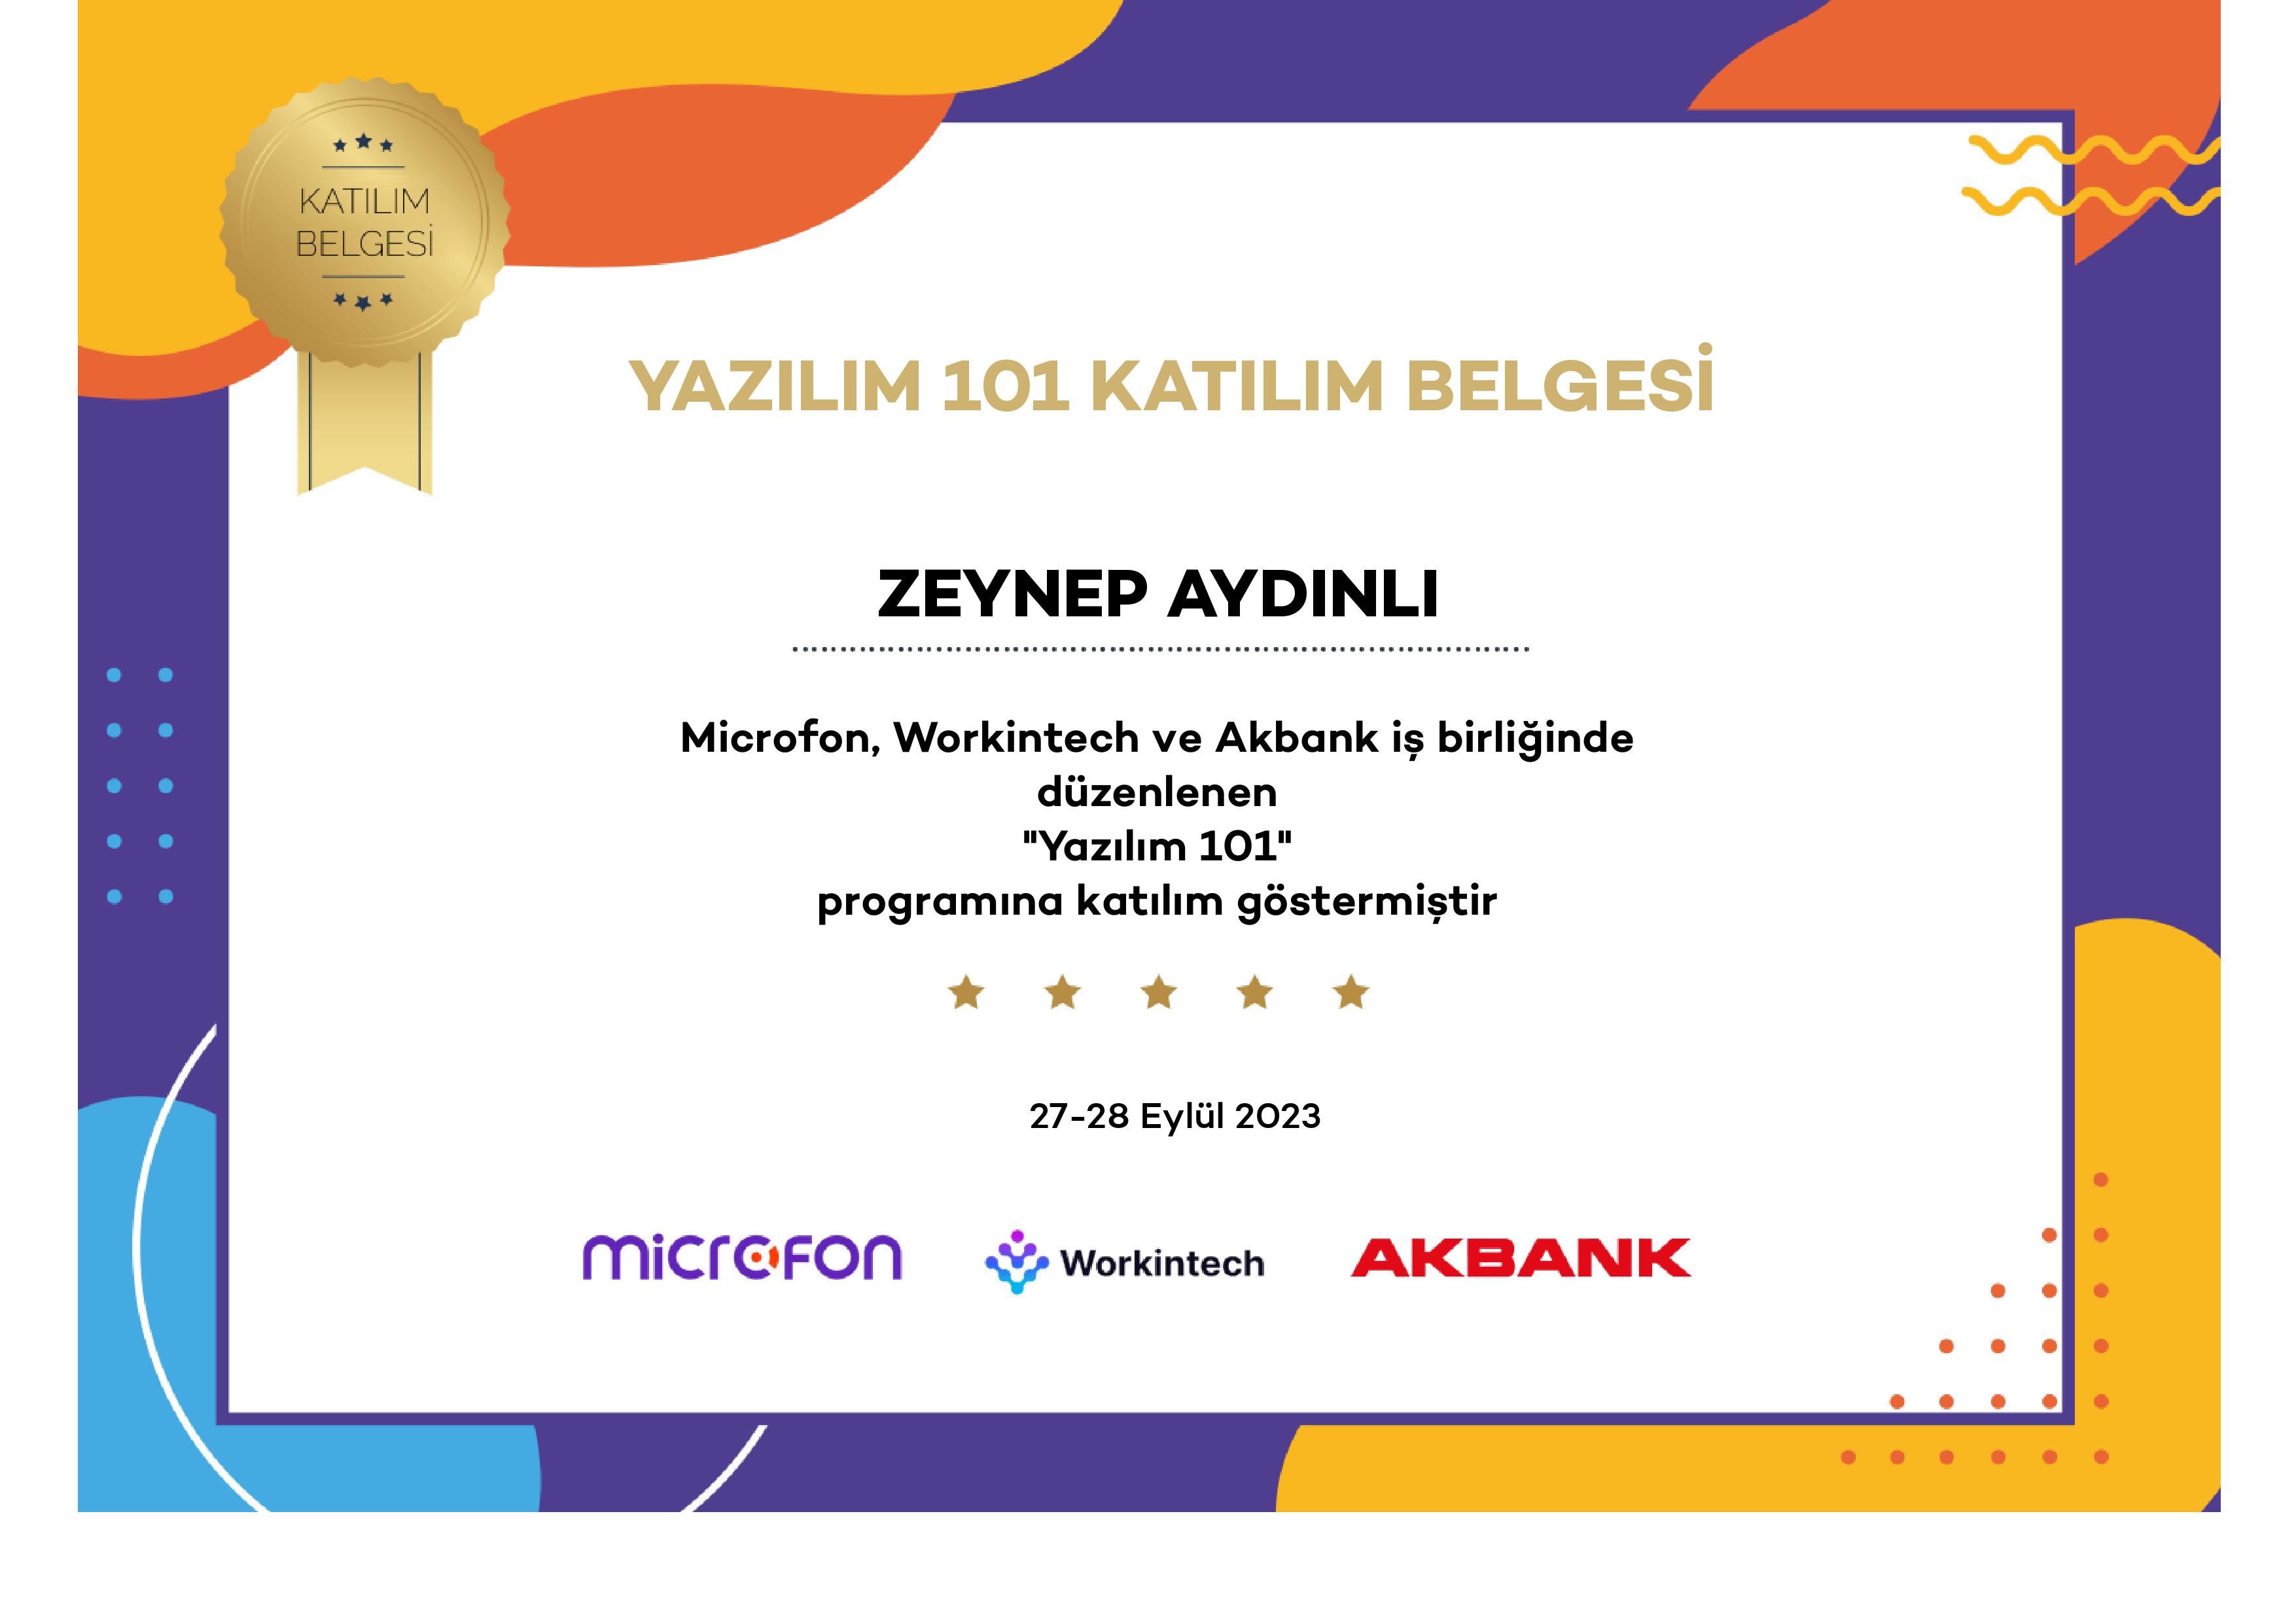 KATILIM
BELGESİ
YAZILIM 101 KATILIM BELGESİ
ZEYNEP AYDINLI
Microfon, Workintech ve Akbank iş birliğinde
düzenlenen
"Yazılım 101"
programına katılım göstermiştir
27-28 Eylül 2023
microfon Workintech AKBANK